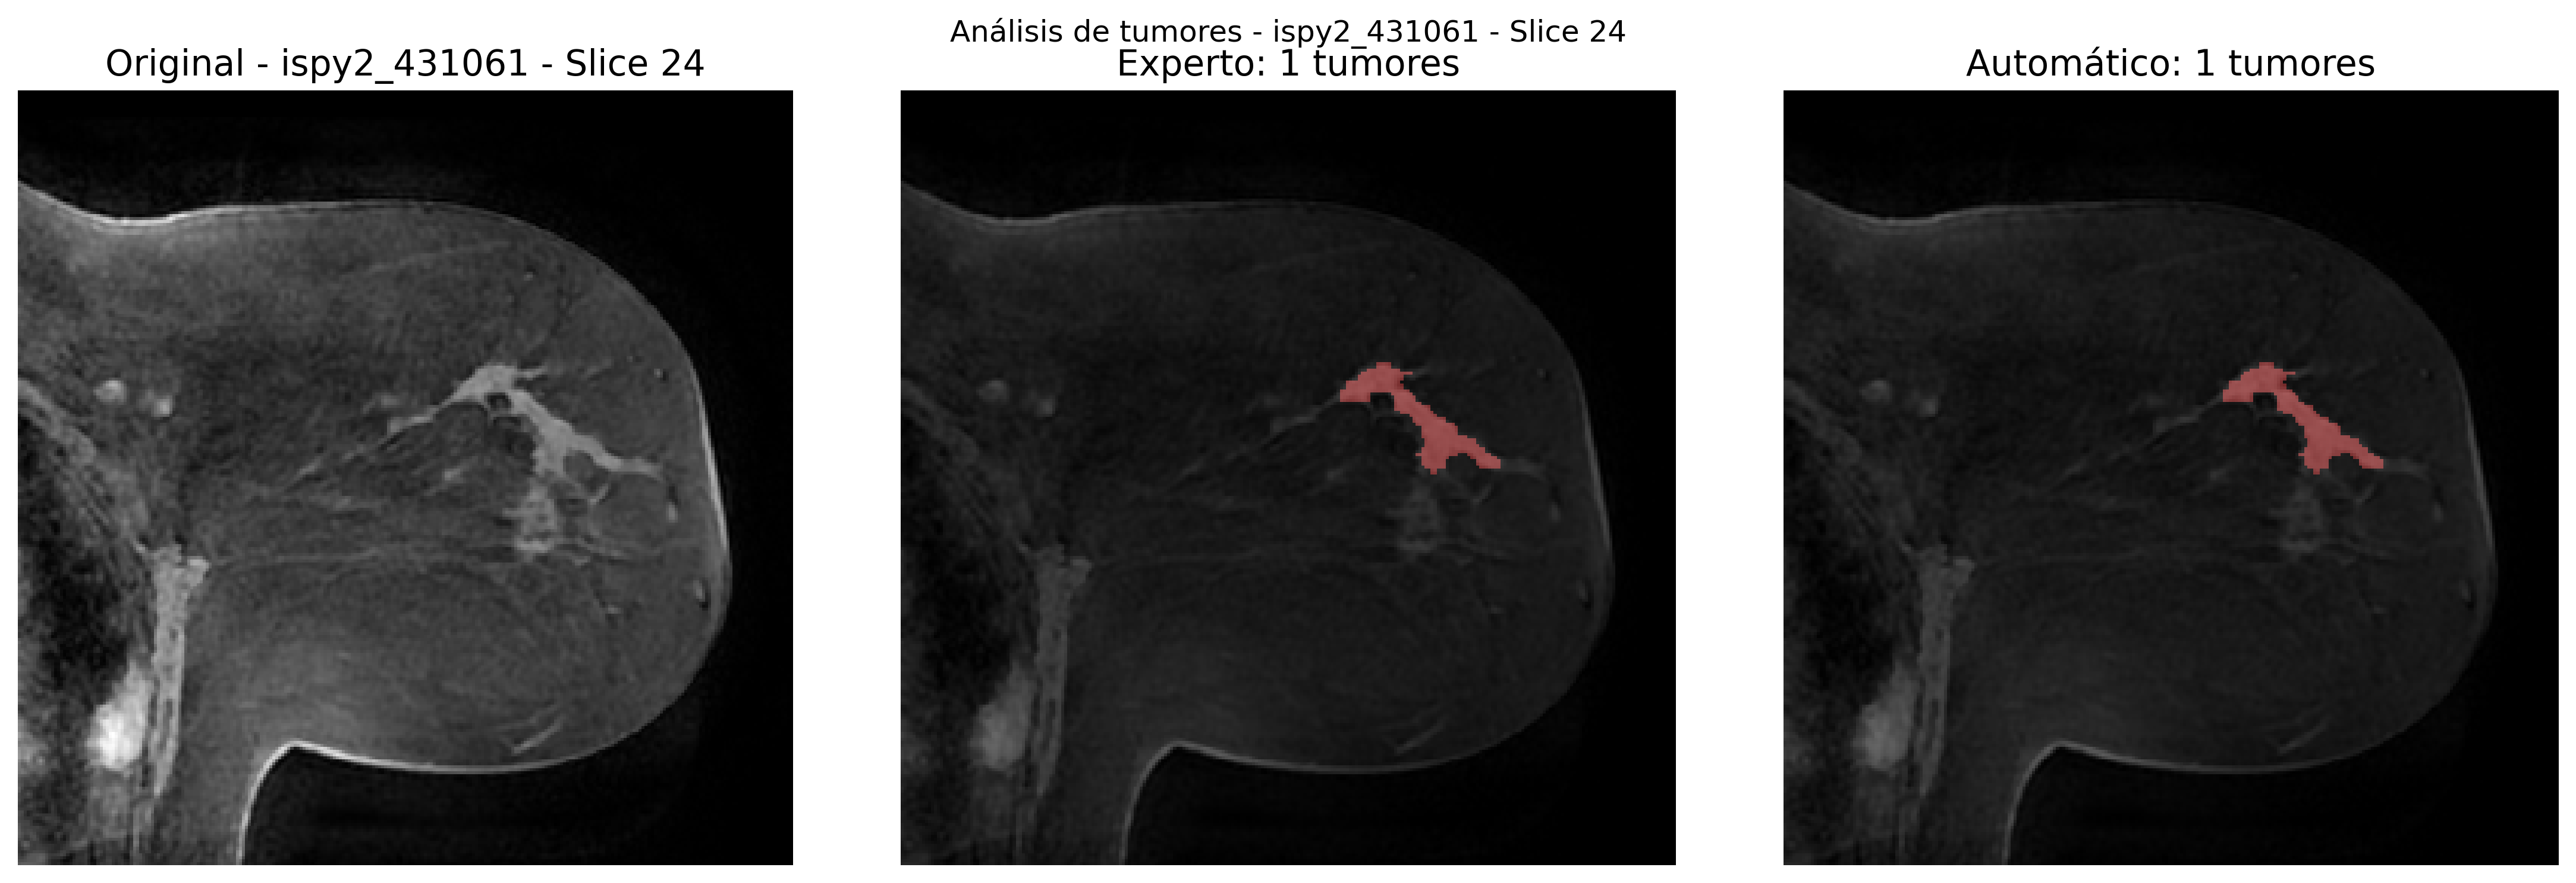 Análisis de tumores - ispy2_431061 - Slice 24
Original - ispy2_431061 - Slice 24
Experto: 1 tumores
Automático: 1 tumores